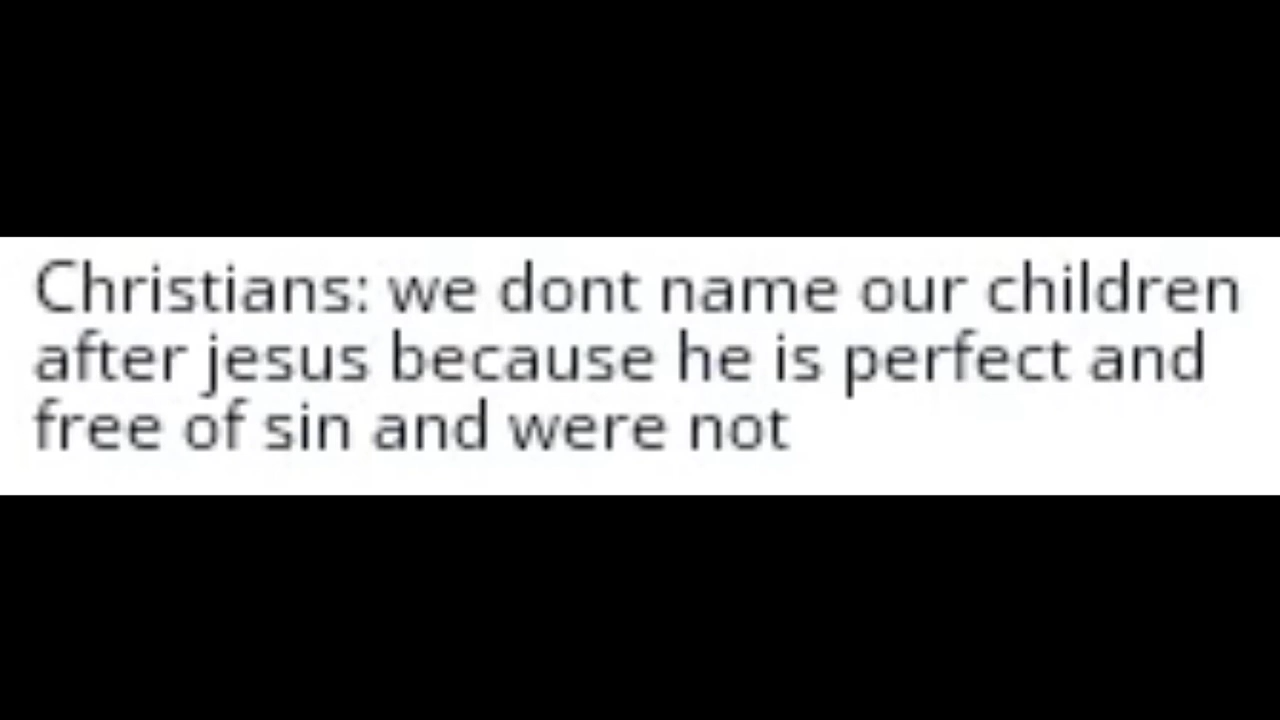 Christians: we dont name our children
after jesus because he is perfect and
free of sin and were not